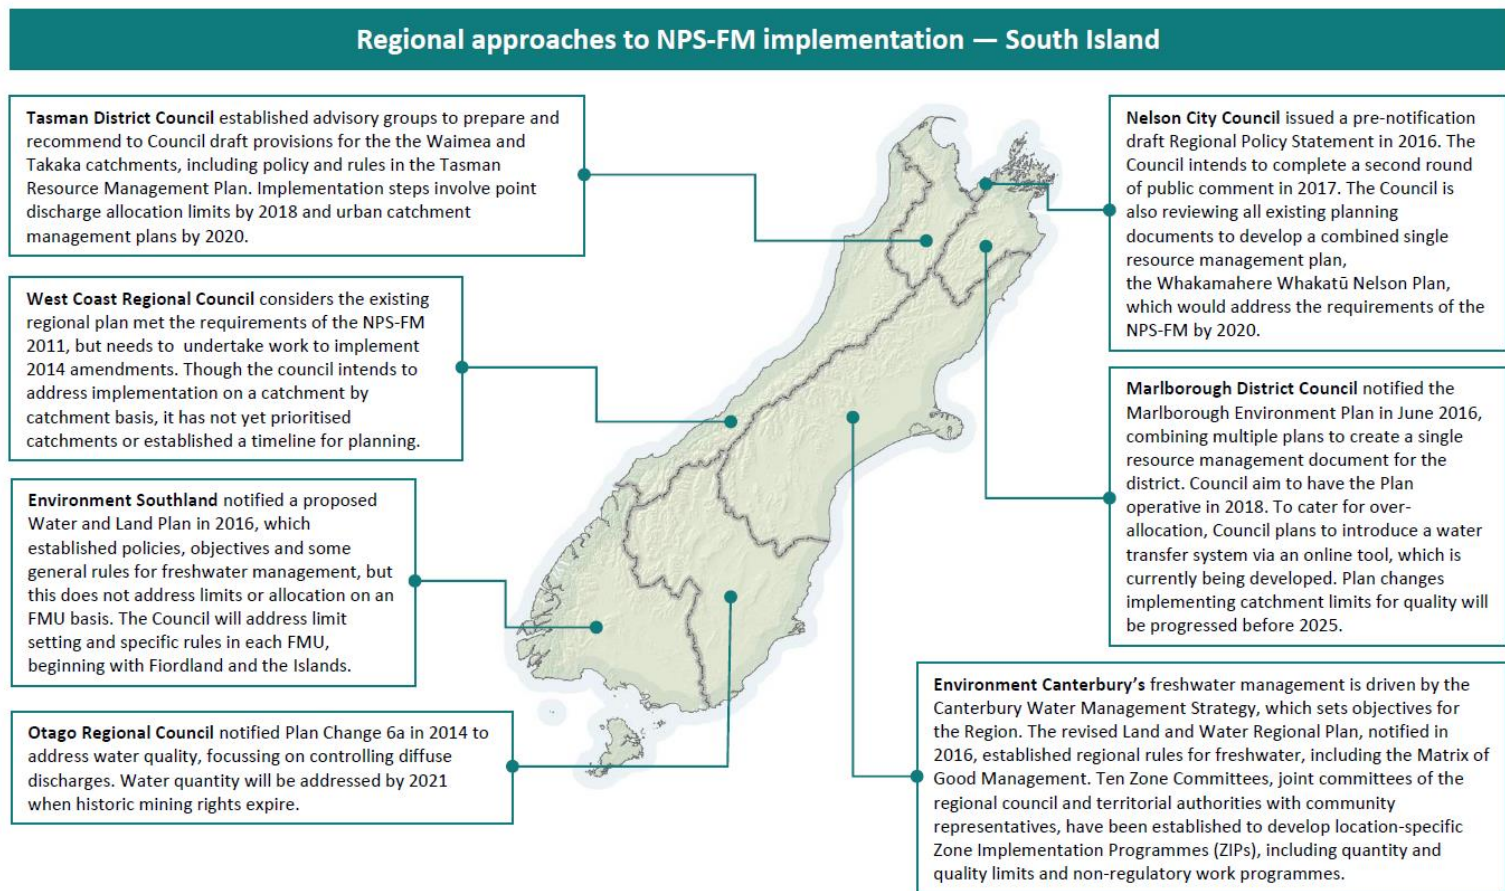 Regional approaches to NPS-FM implementation — South Island
Tasman District Council established advisory groups to prepare and
recommend to Council draft provisions for the the Waimea and
Takaka catchments, including policy and rules in the Tasman
Resource Management Plan. Implementation steps involve point
discharge allocation limits by 2018 and urban catchment
management plans by 2020.
West Coast Regional Council considers the existing
regional plan met the requirements of the NPS-FM
2011, but needs to  undertake work to implement
2014 amendments. Though the council intends to
address implementation on a catchment by
catchment basis, it has not yet prioritised
catchments or established a timeline for planning.
Environment Southland notified a proposed
Water and Land Plan in 2016, which
established policies, objectives and some
general rules for freshwater management, but
this does not address limits or allocation on an
FMU basis. The Council will address limit
setting and specific rules in each FMU,
beginning with Fiordland and the Islands.
Otago Regional Council notified Plan Change 6a in 2014 to
address water quality, focussing on controlling diffuse
discharges. Water quantity will be addressed by 2021
when historic mining rights expire.
Nelson City Council issued a pre-notification
draft Regional Policy Statement in 2016. The
Council intends to complete a second round
of public comment in 2017. The Council is
also reviewing all existing planning
documents to develop a combined single
resource management plan,
the Whakamahere Whakatū Nelson Plan,
which would address the requirements of the
NPS-FM by 2020.
Marlborough District Council notified the
Marlborough Environment Plan in June 2016,
combining multiple plans to create a single
resource management document for the
district. Council aim to have the Plan
operative in 2018. To cater for over-
allocation, Council plans to introduce a water
transfer system via an online tool, which is
currently being developed. Plan changes
implementing catchment limits for quality will
be progressed before 2025.
Environment Canterbury's freshwater management is driven by the
Canterbury Water Management Strategy, which sets objectives for
the Region. The revised Land and Water Regional Plan, notified in
2016, established regional rules for freshwater, including the Matrix of
Good Management. Ten Zone Committees, joint committees of the
regional council and territorial authorities with community
representatives, have been established to develop location-specific
Zone Implementation Programmes (ZIPs), including quantity and
quality limits and non-regulatory work programmes.